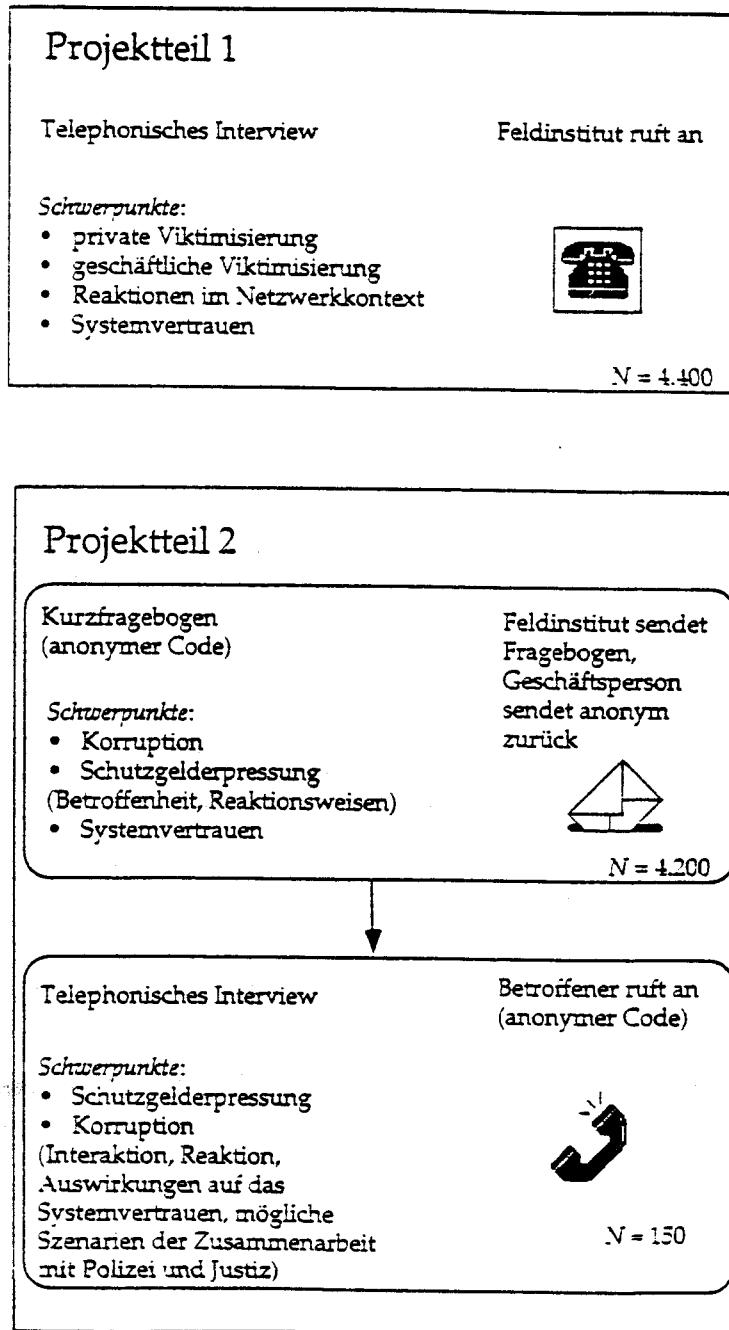 Projektteil 1
Telephonisches Interview
Feldinstitut ruft an
Schwerpunkte:
• private Viktimisierung
• geschäftliche Viktimisierung
• Reaktionen im Netzwerkkontext
• Systemvertrauen
N = 4.400
Projektteil 2
Kurzfragebogen
(anonymer Code)
Feldinstitut sendet
Fragebogen,
Geschäftsperson
sendet anonym
zurück
Schwerpunkte:
• Korruption
• Schutzgelderpressung
(Betroffenheit, Reaktionsweisen)
• Systemvertrauen
N = 4.200
Telephonisches Interview
Betroffener ruft an
(anonymer Code)
Schwerpunkte:
• Schutzgelderpressung
• Korruption
(Interaktion, Reaktion,
Auswirkungen auf das
Systemvertrauen, mögliche
Szenarien der Zusammenarbeit
mit Polizei und Justiz)
N = 150